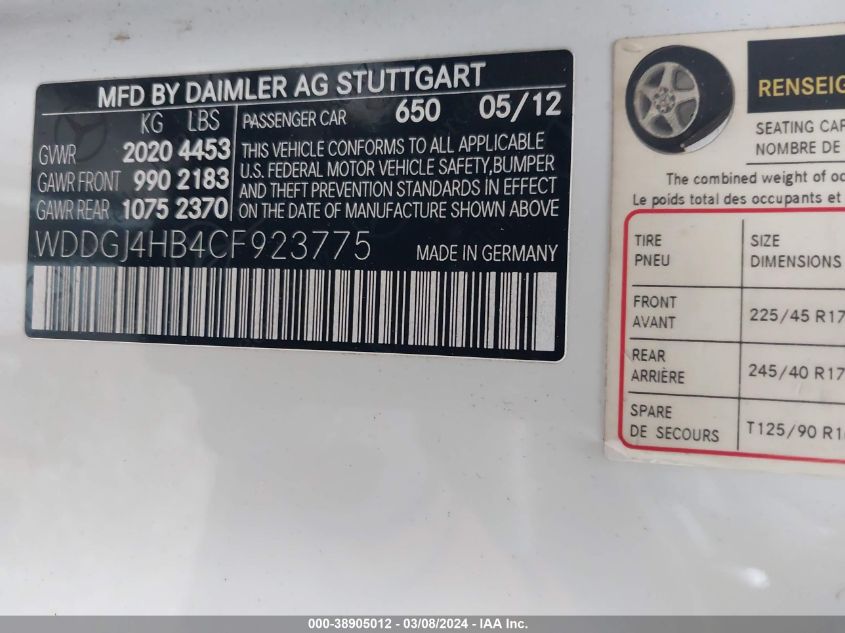 MFD BY DAIMLER AG STUTTGART
KG LBS
GVWR 2020 4453
GAWR FRONT 990 2183
GAWR REAR 1075 2370
PASSENGER CAR 650 05/12
THIS VEHICLE CONFORMS TO ALL APPLICABLE
U.S. FEDERAL MOTOR VEHICLE SAFETY,BUMPER
AND THEFT PREVENTION STANDARDS IN EFFECT
ON THE DATE OF MANUFACTURE SHOWN ABOVE
WDDGJ4HB4CF923775 MADE IN GERMANY
RENSEIG
SEATING CAP
NOMBRE DE
The combined weight of oc
Le poids total des occupants et
TIRE SIZE
PNEU DIMENSIONS
FRONT
AVANT
225/45 R17
REAR
ARRIÈRE
245/40 R17
SPARE
DE SECOURS
T125/90 R1
000-38905012 - 03/08/2024 - IAA Inc.